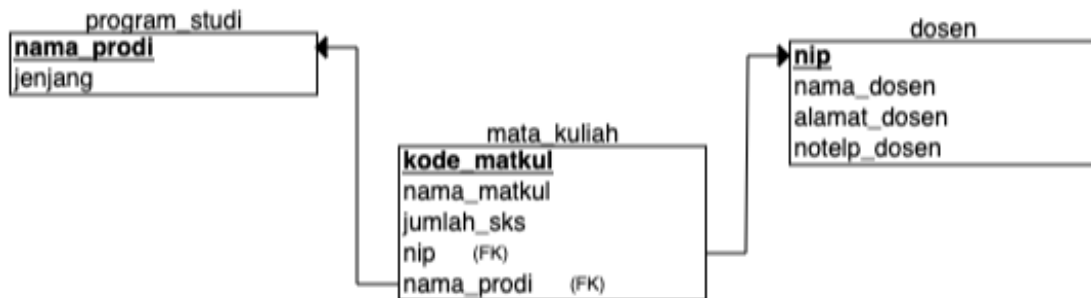 program_studi
nama_prodi
jenjang
dosen
nip
nama_dosen
alamat_dosen
notelp_dosen
mata_kuliah
kode_matkul
nama_matkul
jumlah_sks
nip (FK)
nama_prodi (FK)